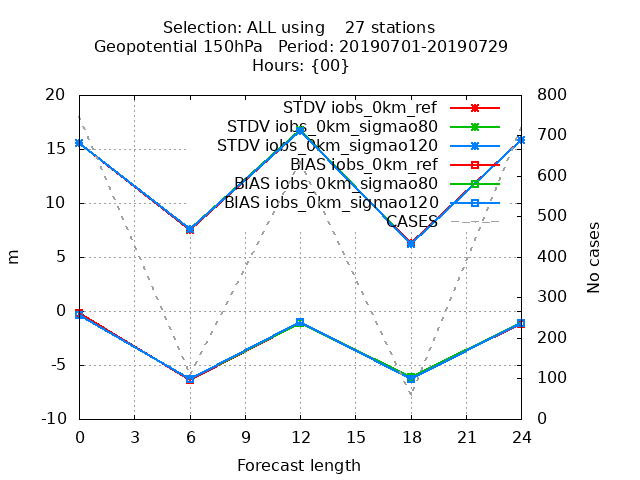 Selection: ALL using 27 stations
Geopotential 150hPa Period: 20190701-20190729
Hours: {00}
20 800
STDV iobs_0km_ref
STDV iobs_0km_sigmao80 700
15 STDV iobs_0km_sigmao120
BIAS iobs_0km_ref 600
BIAS iobs_0km_sigmao80
10 BIAS iobs_0km_sigmao120 500
CASES
m
5 400
No cases
0 300
200
-5
100
-10 0
0 3 6 9 12 15 18 21 24
Forecast length